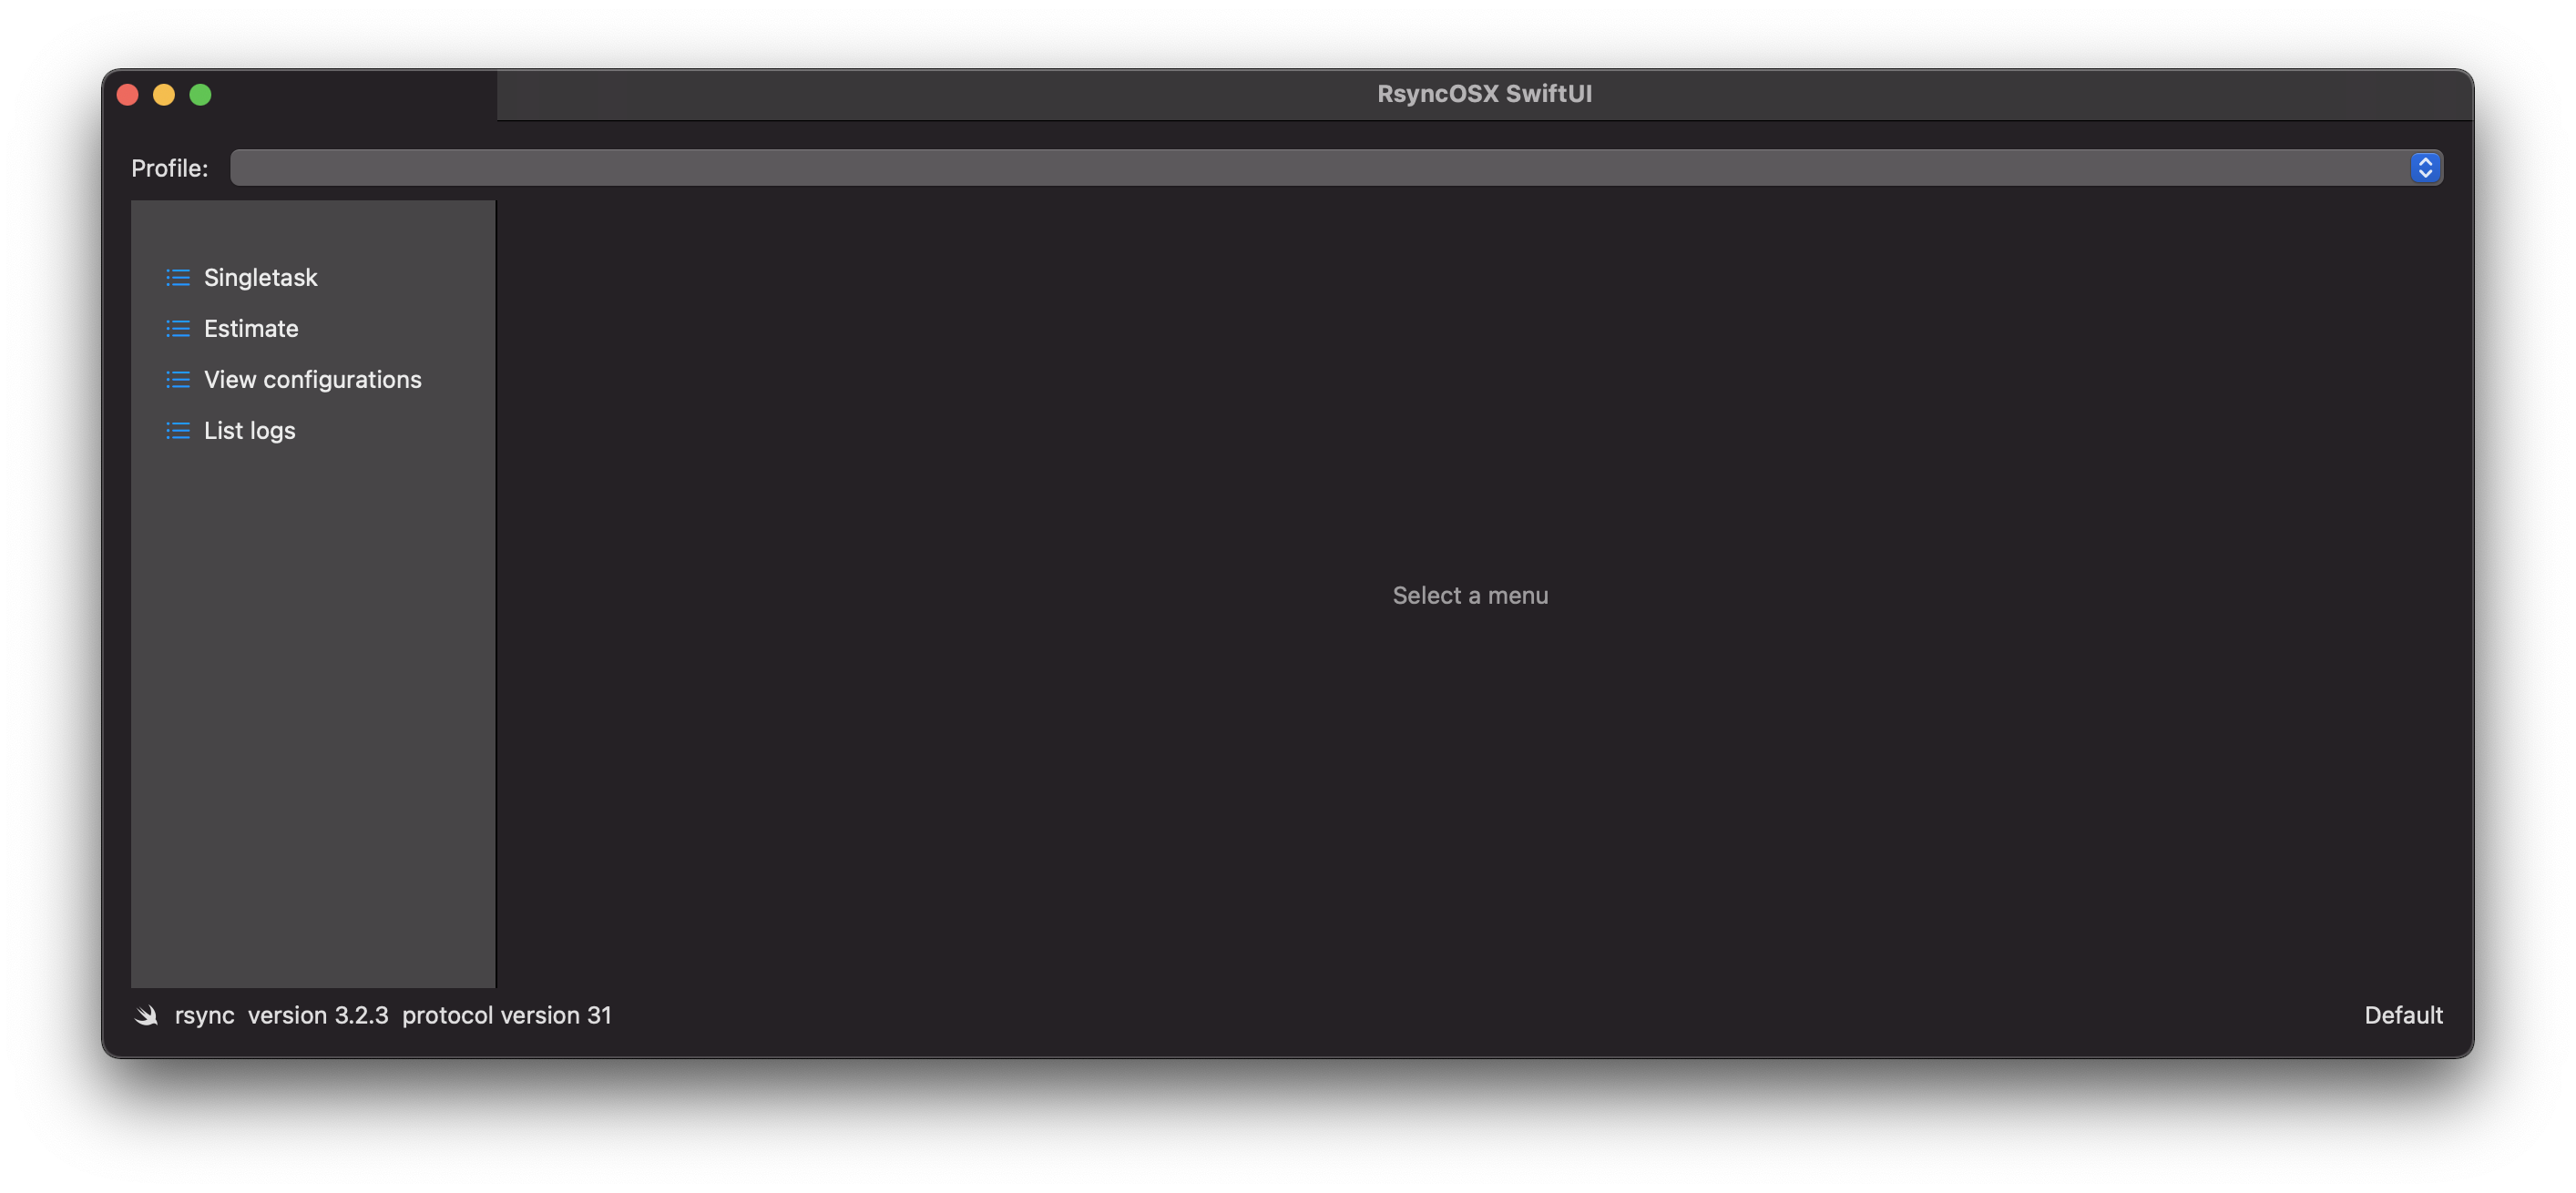 RsyncOSX SwiftUI
Profile:
Singletask
Estimate
View configurations
List logs
Select a menu
rsync  version 3.2.3  protocol version 31
Default